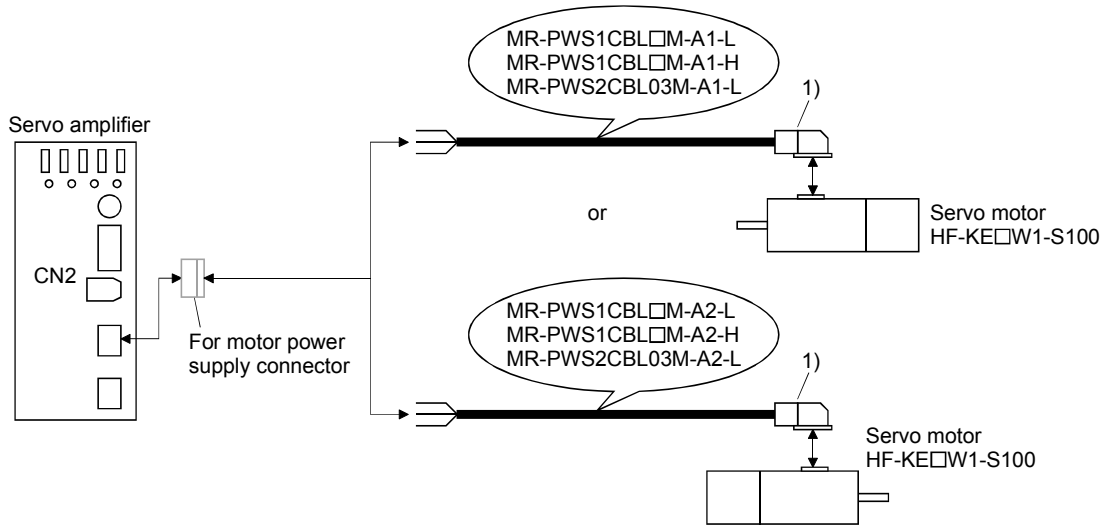 MR-PWS1CBL□M-A1-L
MR-PWS1CBL□M-A1-H
MR-PWS2CBL03M-A1-L
1)
Servo amplifier
or
Servo motor
HF-KE□W1-S100
CN2
For motor power
supply connector
MR-PWS1CBL□M-A2-L
MR-PWS1CBL□M-A2-H
MR-PWS2CBL03M-A2-L
1)
Servo motor
HF-KE□W1-S100